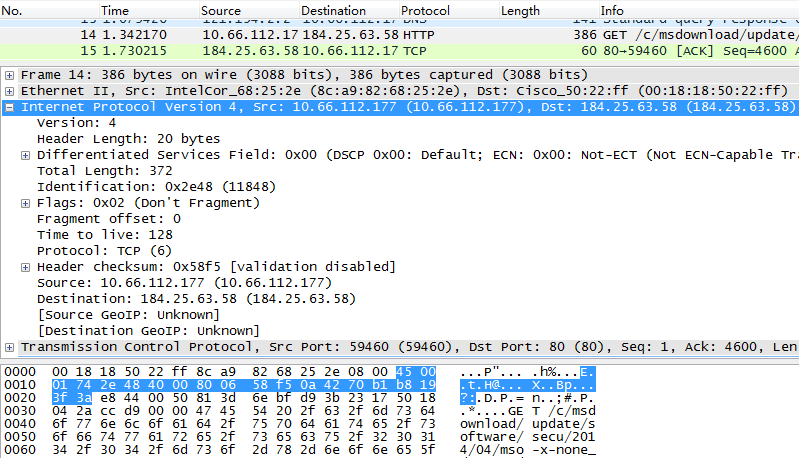 No. Time Source Destination Protocol Length Info
14 1.342170 10.66.112.17 184.25.63.58 HTTP 386 GET /c/msdownload/update/
15 1.730215 184.25.63.58 10.66.112.17 TCP 60 80→59460 [ACK] Seq=4600 A
Frame 14: 386 bytes on wire (3088 bits), 386 bytes captured (3088 bits)
Ethernet II, Src: IntelCor_68:25:2e (8c:a9:82:68:25:2e), Dst: Cisco_50:22:ff (00:18:18:50:22:ff)
Internet Protocol Version 4, Src: 10.66.112.177 (10.66.112.177), Dst: 184.25.63.58 (184.25.63.58)
Version: 4
Header Length: 20 bytes
Differentiated Services Field: 0x00 (DSCP 0x00: Default; ECN: 0x00: Not-ECT (Not ECN-Capable Tra
Total Length: 372
Identification: 0x2e48 (11848)
Flags: 0x02 (Don't Fragment)
Fragment offset: 0
Time to live: 128
Protocol: TCP (6)
Header checksum: 0x58f5 [validation disabled]
Source: 10.66.112.177 (10.66.112.177)
Destination: 184.25.63.58 (184.25.63.58)
[Source GeoIP: Unknown]
[Destination GeoIP: Unknown]
Transmission Control Protocol, Src Port: 59460 (59460), Dst Port: 80 (80), Seq: 1, Ack: 4600, Len
0000 00 18 18 50 22 ff 8c a9 82 68 25 2e 08 00 45 00 ...P"... .h%...E.
0010 01 74 2e 48 40 00 80 06 58 f5 0a 42 70 b1 b8 19 .t.H@... X..Bp...
0020 3f 3a e8 44 00 50 81 3d 6e bf d9 3b 23 17 50 18 ?:.D.P.= n..;#.P.
0030 04 2a cc d9 00 00 47 45 54 20 2f 63 2f 6d 73 64 .*....GE T /c/msd
0040 6f 77 6e 6c 6f 61 64 2f 75 70 64 61 74 65 2f 73 ownload/ update/s
0050 6f 66 74 77 61 72 65 2f 73 65 63 75 2f 32 30 31 oftware/ secu/201
0060 34 2f 30 34 2f 6d 73 6f 2d 78 2d 6e 6f 6e 65 5f 4/04/mso -x-none_